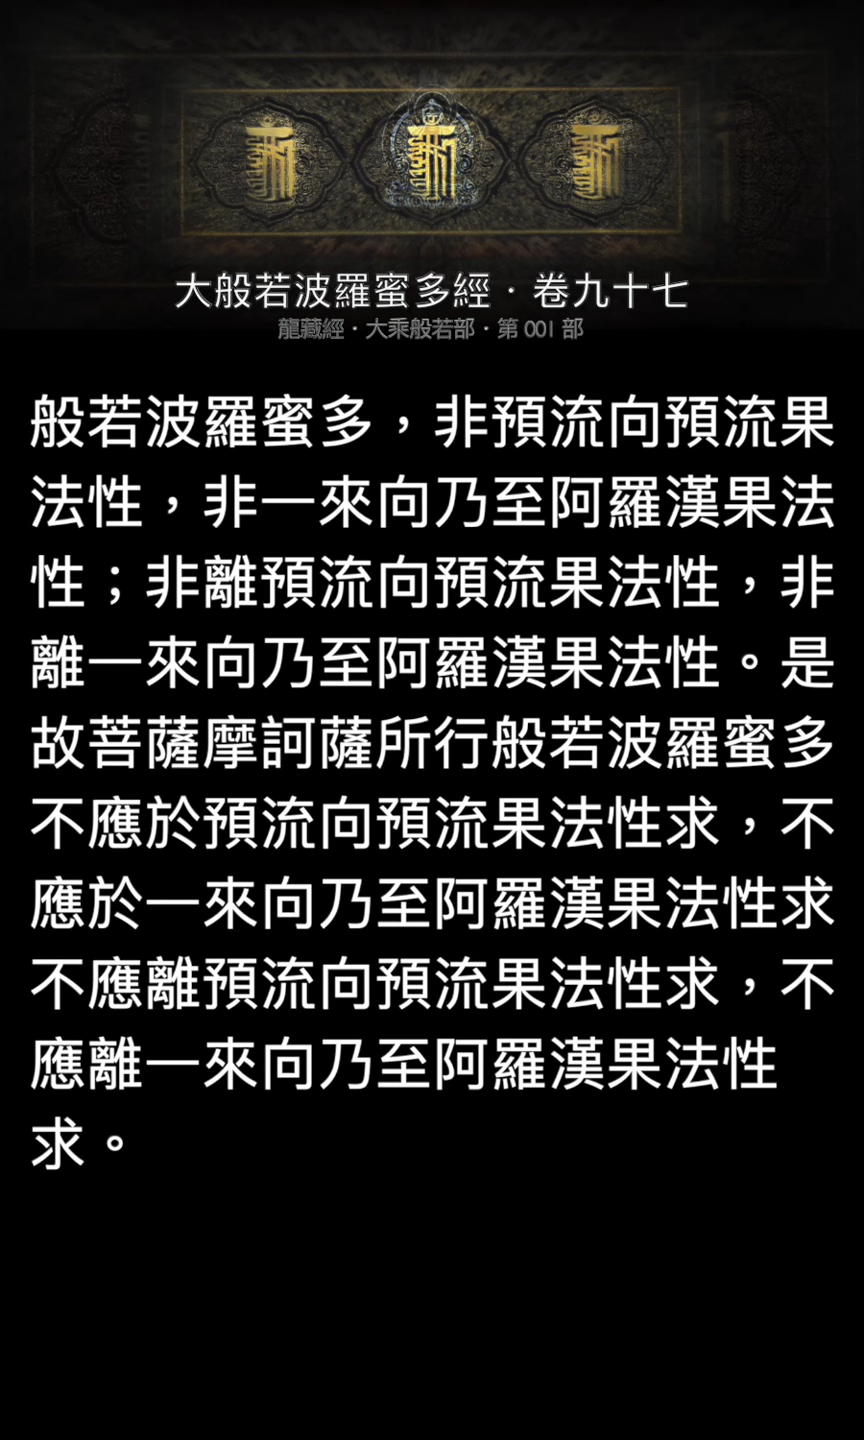 大般若波羅蜜多經．卷九十七
龍藏經．大乘般若部．第 001 部
般若波羅蜜多，非預流向預流果
法性，非一來向乃至阿羅漢果法
性；非離預流向預流果法性，非
離一來向乃至阿羅漢果法性。是
故菩薩摩訶薩所行般若波羅蜜多
不應於預流向預流果法性求，不
應於一來向乃至阿羅漢果法性求
不應離預流向預流果法性求，不
應離一來向乃至阿羅漢果法性
求。